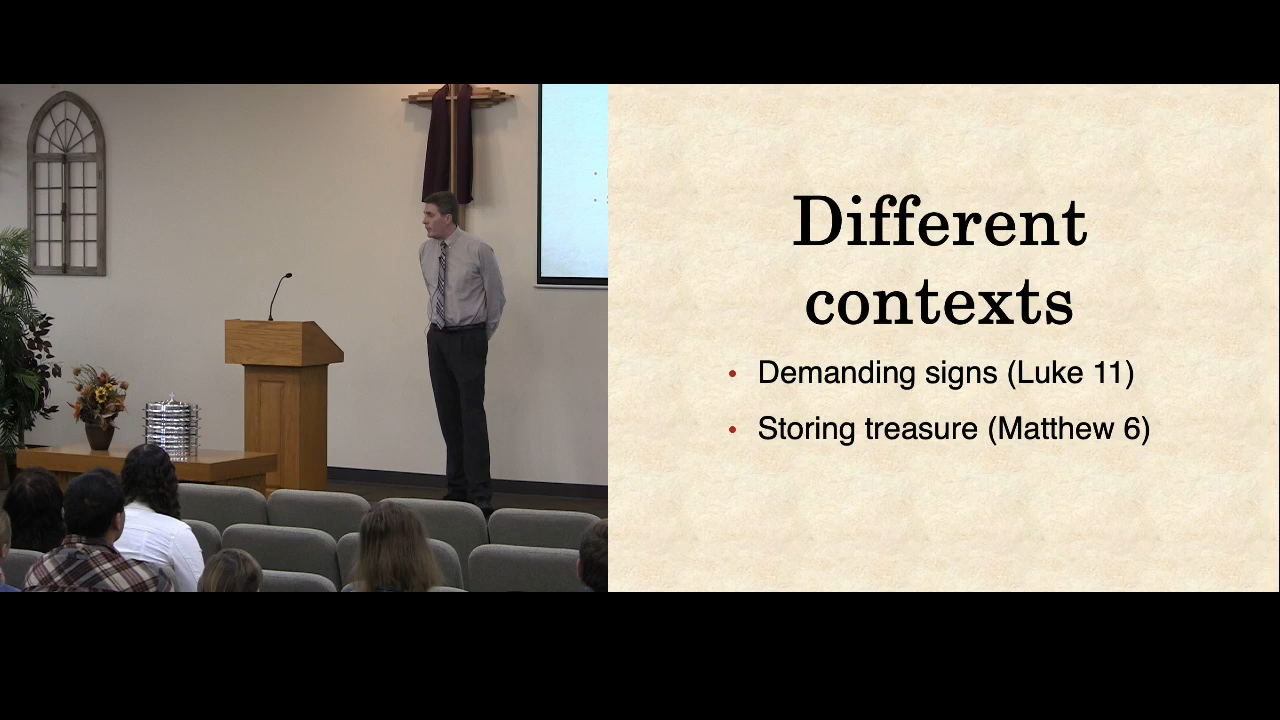 Different
contexts
• Demanding signs (Luke 11)
• Storing treasure (Matthew 6)